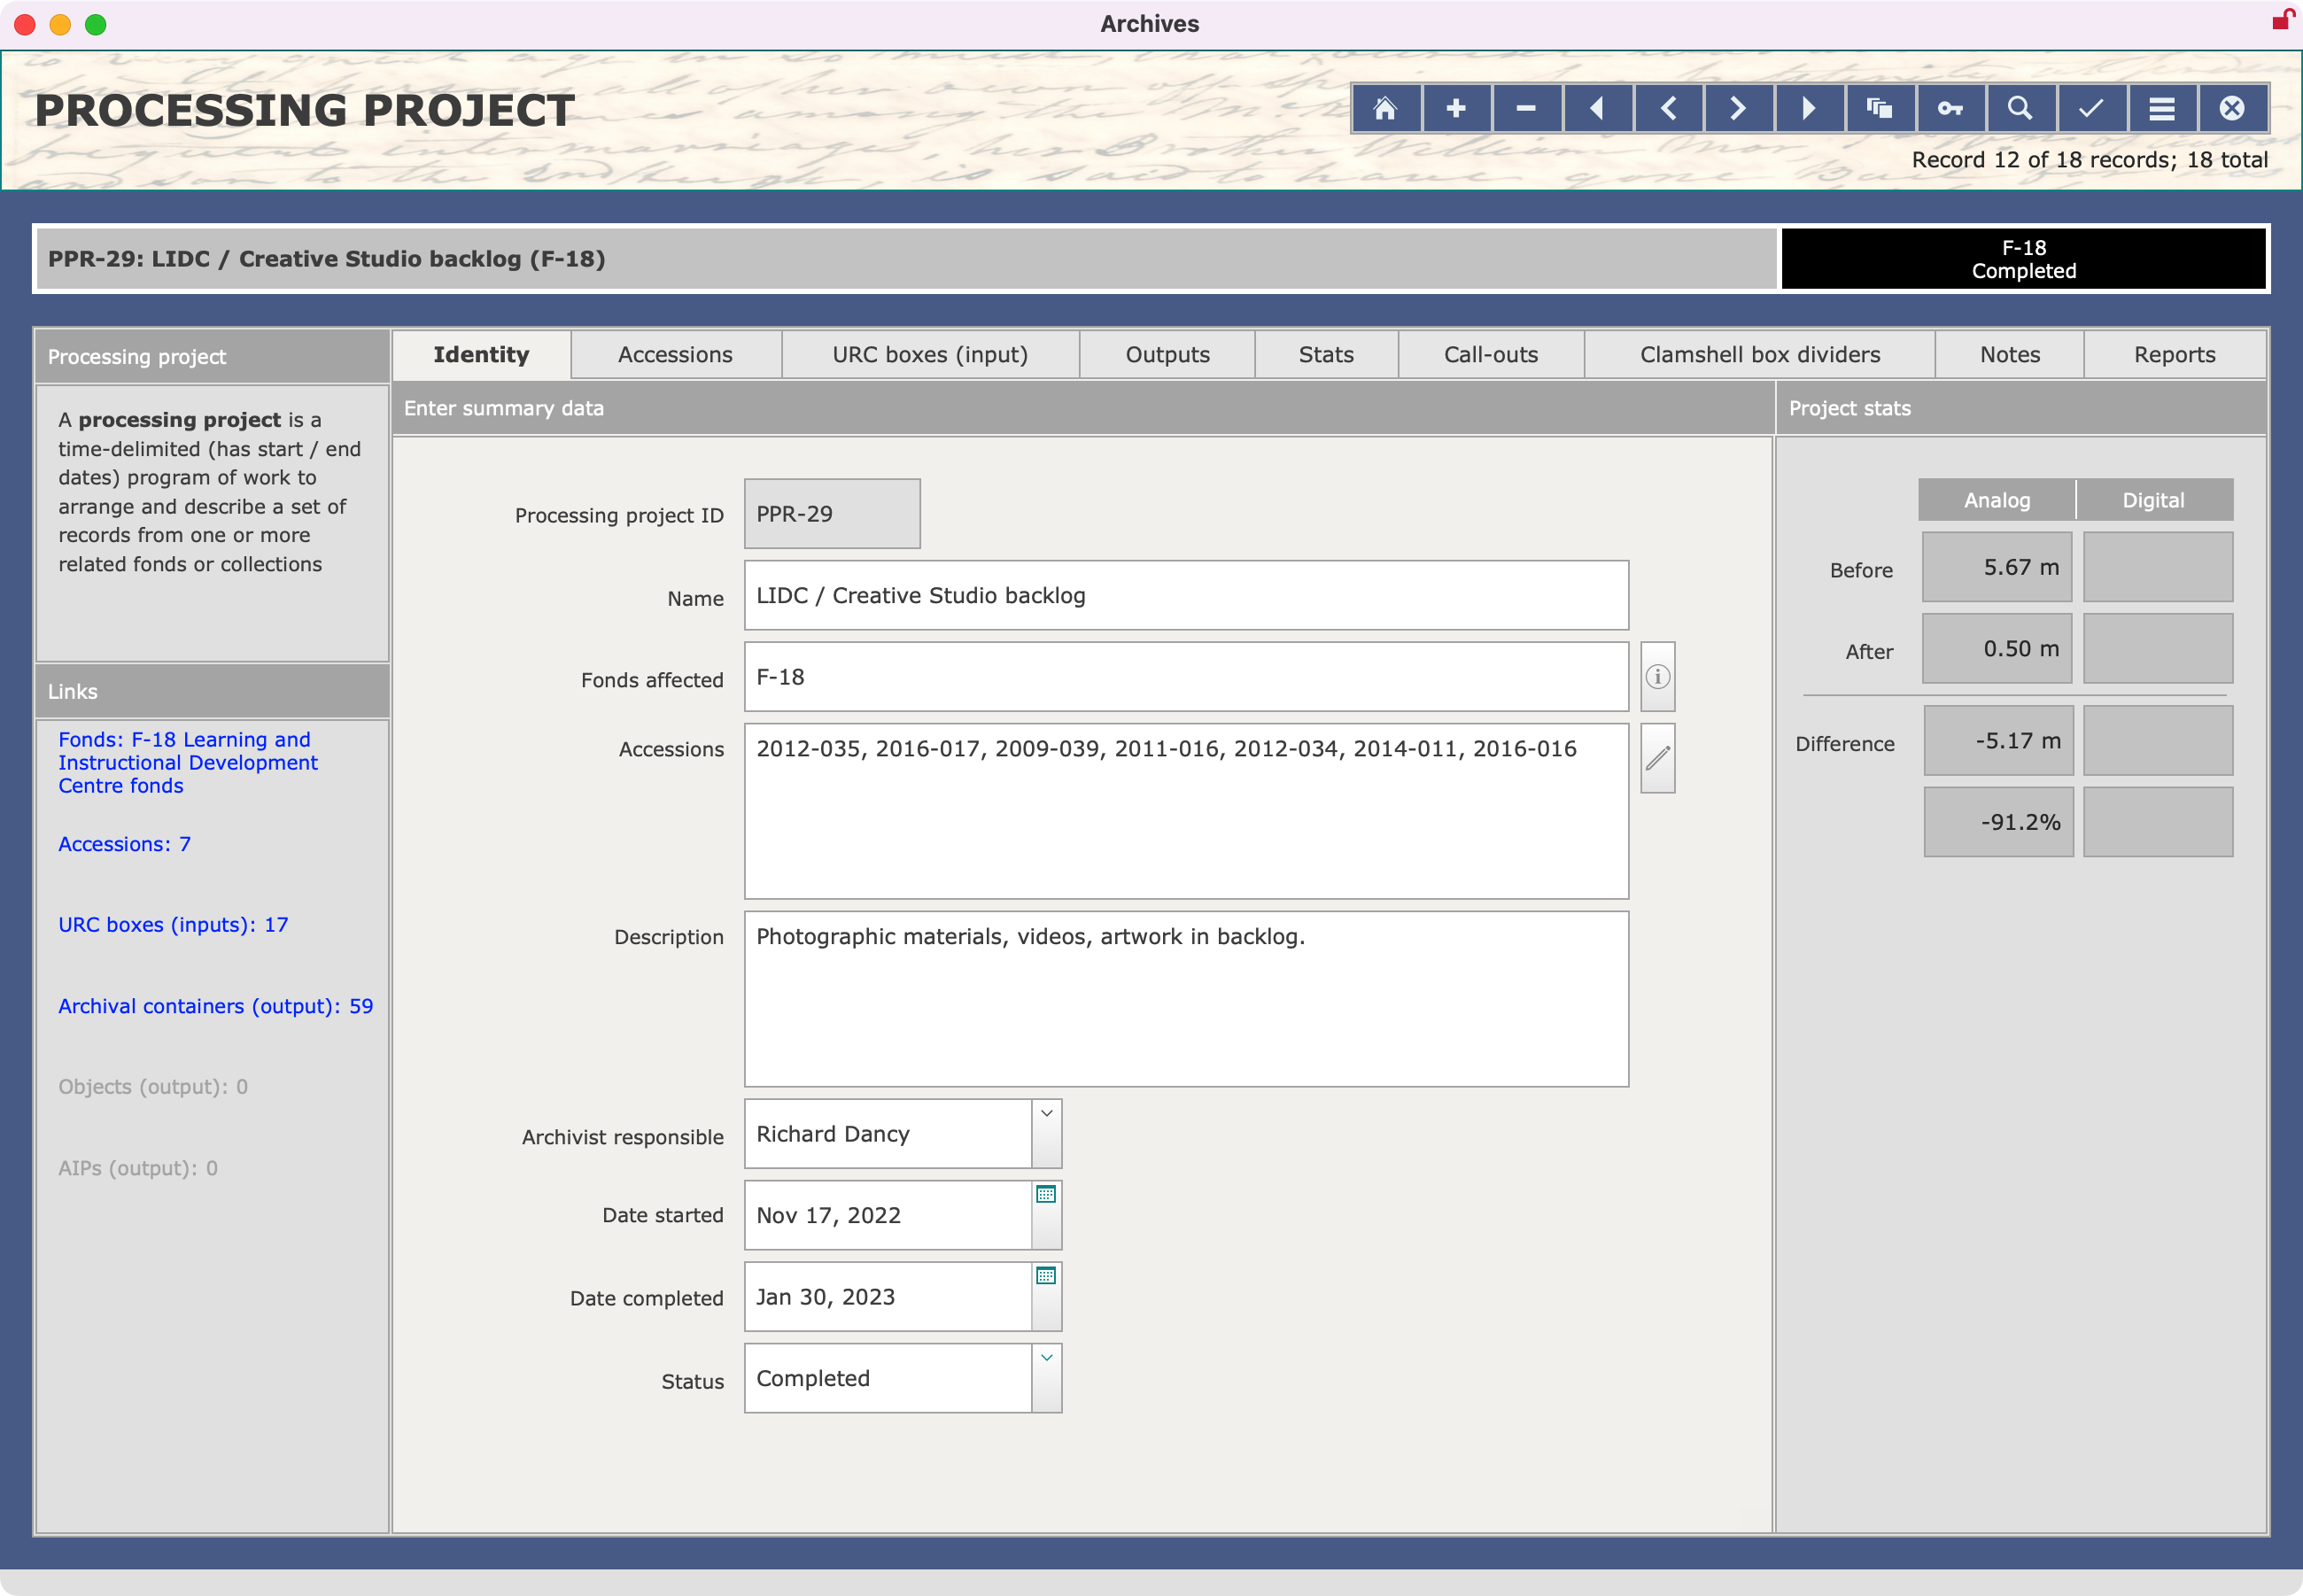 Archives
PROCESSING PROJECT
Record 12 of 18 records; 18 total
PPR-29: LIDC / Creative Studio backlog (F-18)
F-18
Completed
Processing project
A processing project is a
time-delimited (has start / end
dates) program of work to
arrange and describe a set of
records from one or more
related fonds or collections
Links
Fonds: F-18 Learning and
Instructional Development
Centre fonds
Accessions: 7
URC boxes (inputs): 17
Archival containers (output): 59
Objects (output): 0
AIPs (output): 0
Identity
Accessions
URC boxes (input)
Outputs
Stats
Call-outs
Clamshell box dividers
Notes
Reports
Enter summary data
Processing project ID
PPR-29
Name
LIDC / Creative Studio backlog
Fonds affected
F-18
Accessions
2012-035, 2016-017, 2009-039, 2011-016, 2012-034, 2014-011, 2016-016
Description
Photographic materials, videos, artwork in backlog.
Archivist responsible
Richard Dancy
Date started
Nov 17, 2022
Date completed
Jan 30, 2023
Status
Completed
Project stats
Analog
Digital
Before
5.67 m
After
0.50 m
Difference
-5.17 m
-91.2%